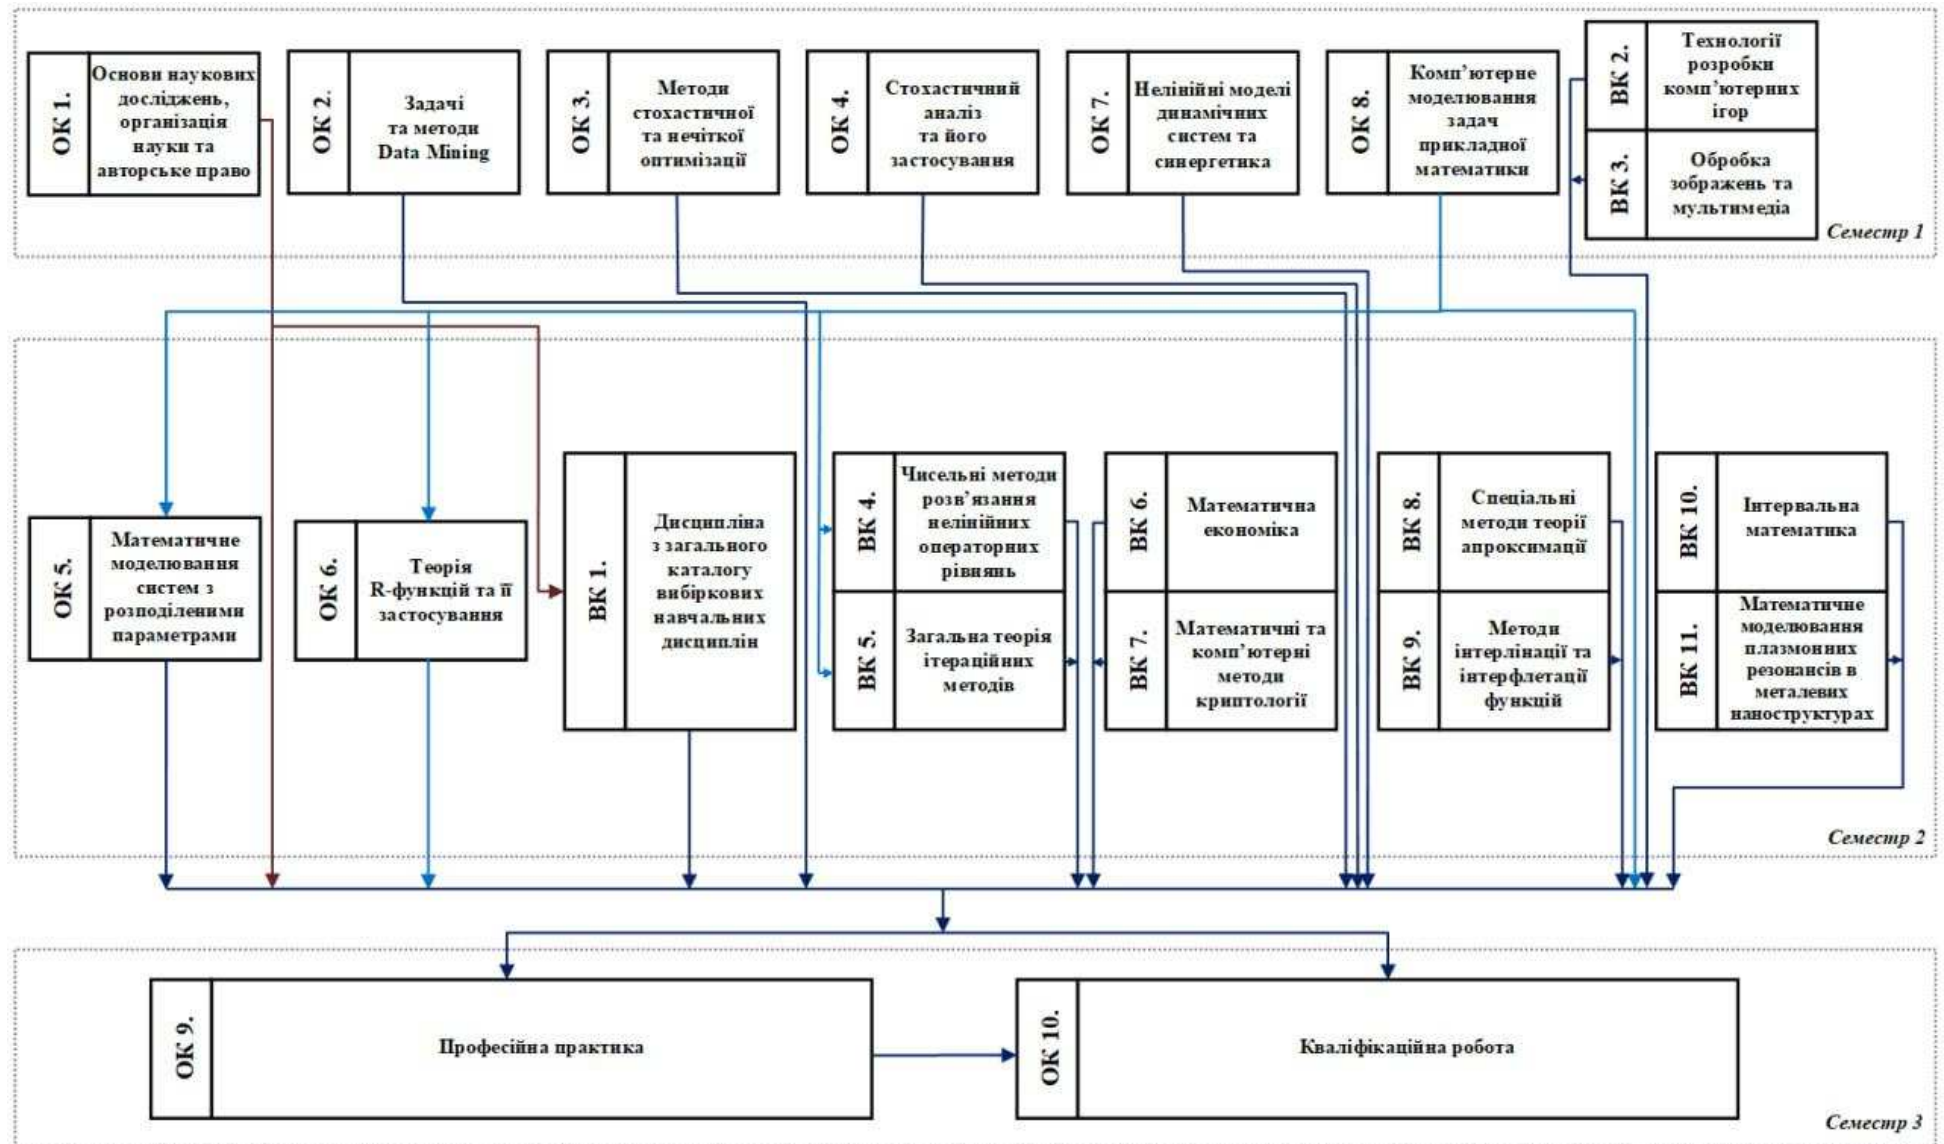 ОК 1.
Основи наукових
досліджень,
організація
науки та
авторське право
ОК 2.
Задачі
та методи
Data Mining
ОК 3.
Методи
стохастичної
та нечіткої
оптимізації
ОК 4.
Стохастичний
аналіз
та його
застосування
ОК 7.
Нелінійні моделі
динамічних
систем та
синергетика
ОК 8.
Комп’ютерне
моделювання
задач
прикладної
математики
ВК 2.
Технології
розробки
комп’ютерних
ігор
ВК 3.
Обробка
зображень та
мультимедіа
Семестр 1
ОК 5.
Математичне
моделювання
систем з
розподіленими
параметрами
ОК 6.
Теорія
R-функцій та її
застосування
ВК 1.
Дисципліна
з загального
каталогу
вибіркових
навчальних
дисциплін
ВК 4.
Чисельні методи
розв’язання
нелінійних
операторних
рівнянь
ВК 5.
Загальна теорія
ітераційних
методів
ВК 6.
Математична
економіка
ВК 7.
Математичні та
комп’ютерні
методи
криптології
ВК 8.
Спеціальні
методи теорії
апроксимації
ВК 9.
Методи
інтерлінації та
інтерфлетації
функцій
ВК 10.
Інтервальна
математика
ВК 11.
Математичне
моделювання
плазмонних
резонансів в
металевих
наноструктурах
Семестр 2
ОК 9.
Професійна практика
ОК 10.
Кваліфікаційна робота
Семестр 3